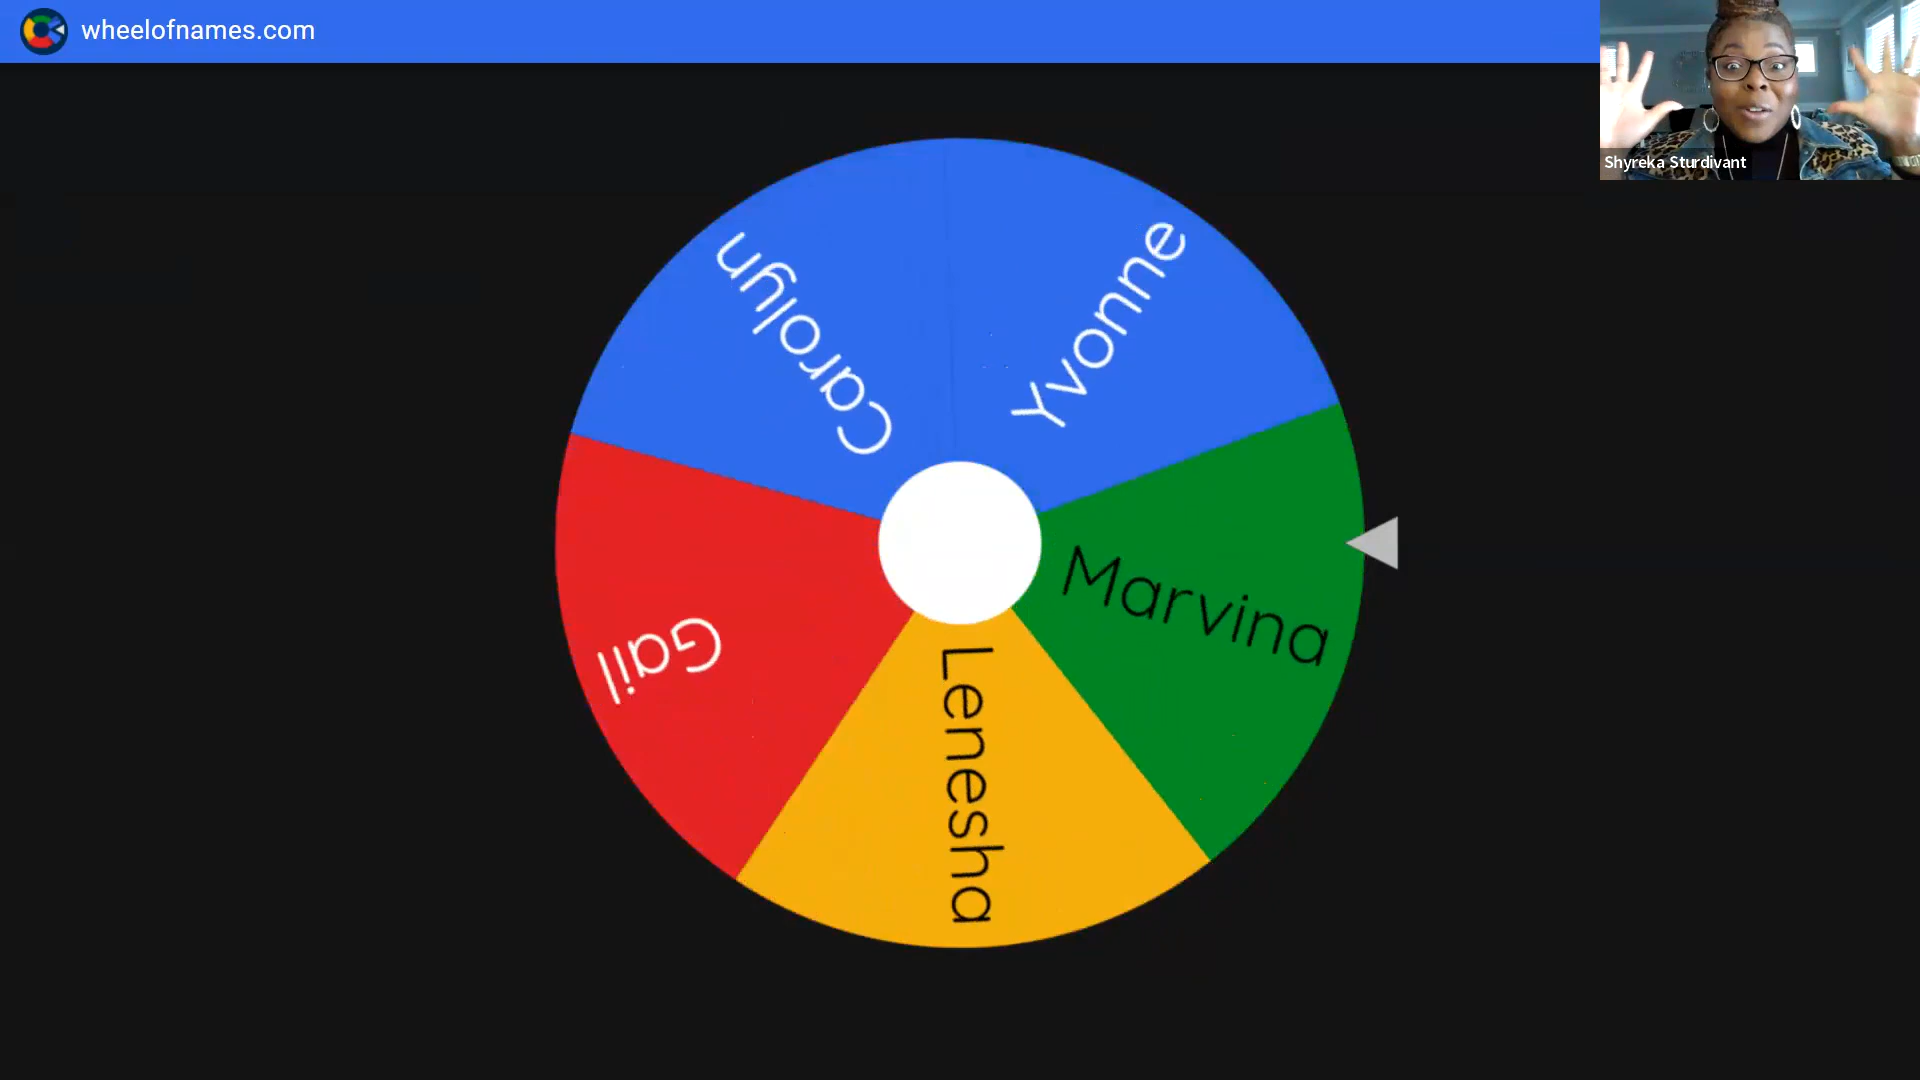 wheelofnames.com
Shyreka Sturdivant
Carolyn
Yvonne
Marvina
Gail
Lenesha